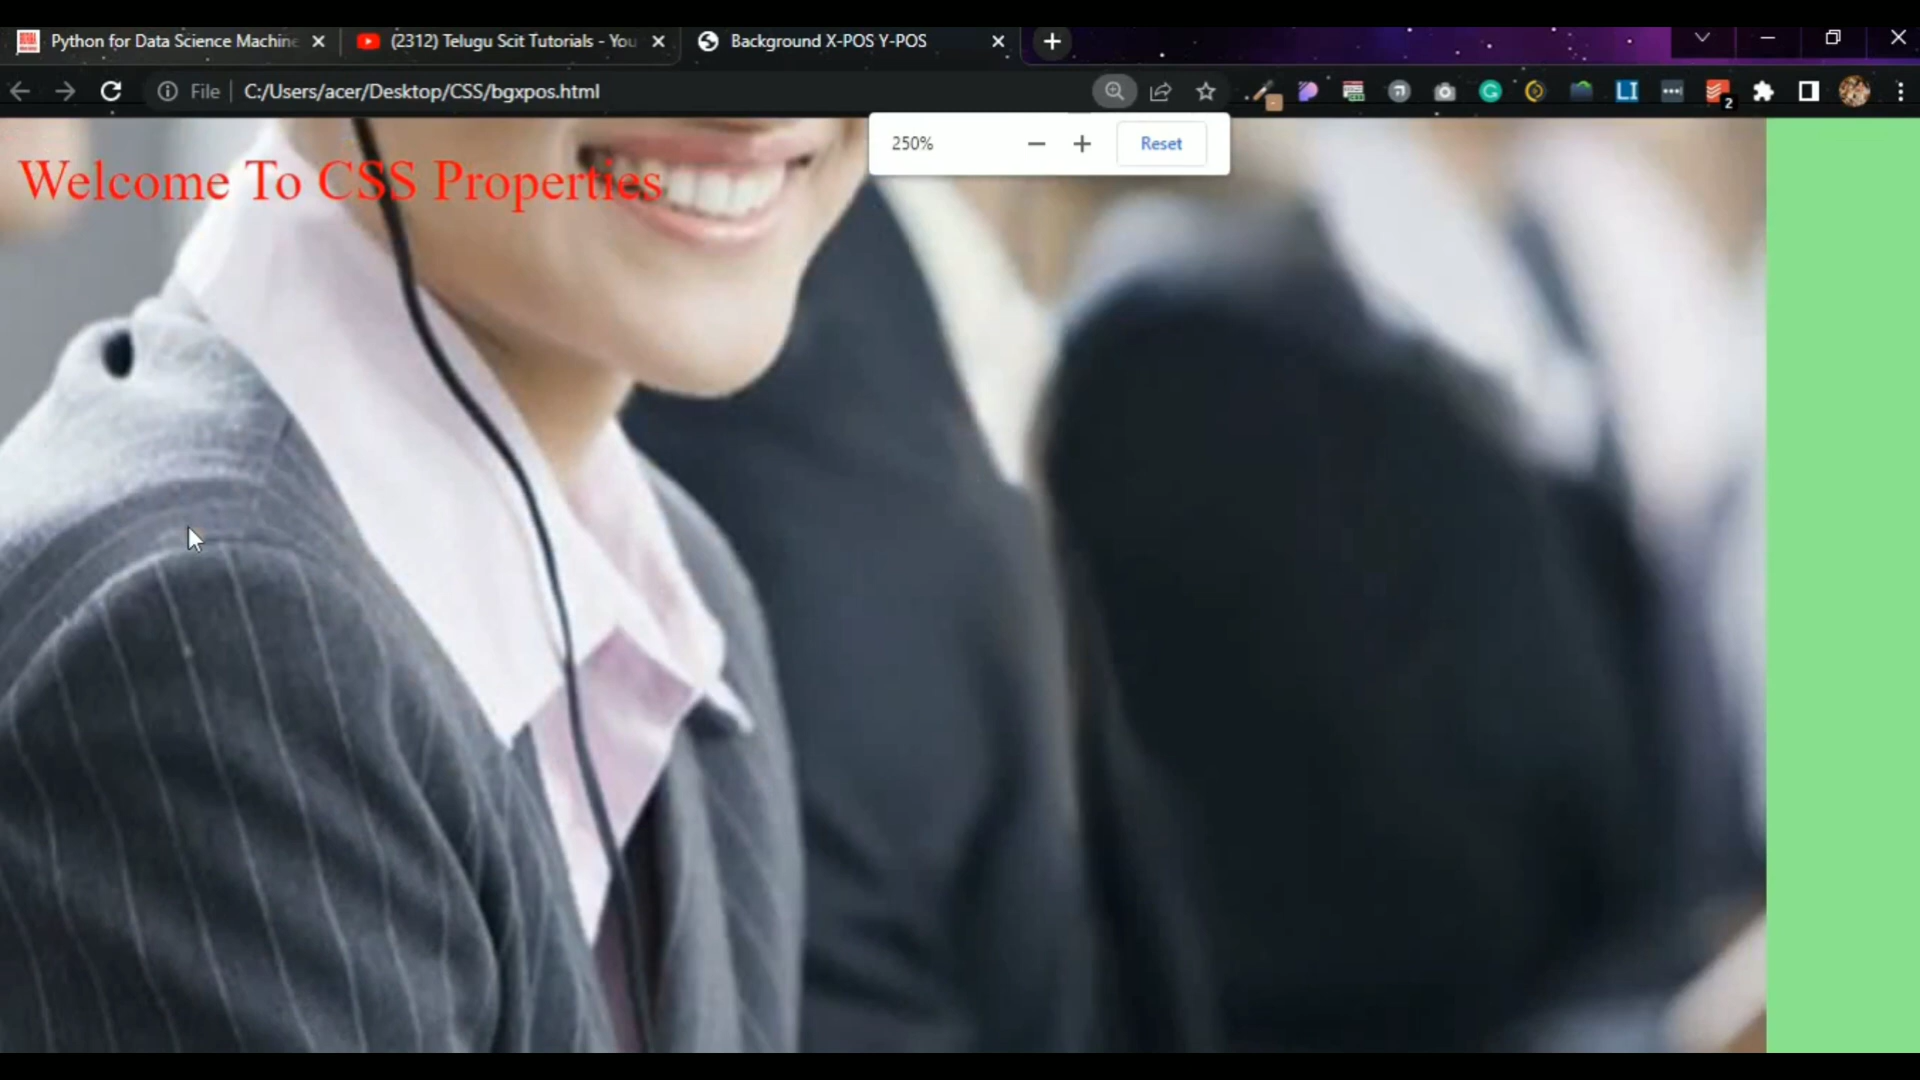 Python for Data Science Machine
(2312) Telugu Scit Tutorials - You
Background X-POS Y-POS
File
C:/Users/acer/Desktop/CSS/bgxpos.html
2
250%
Reset
Welcome To CSS Properties